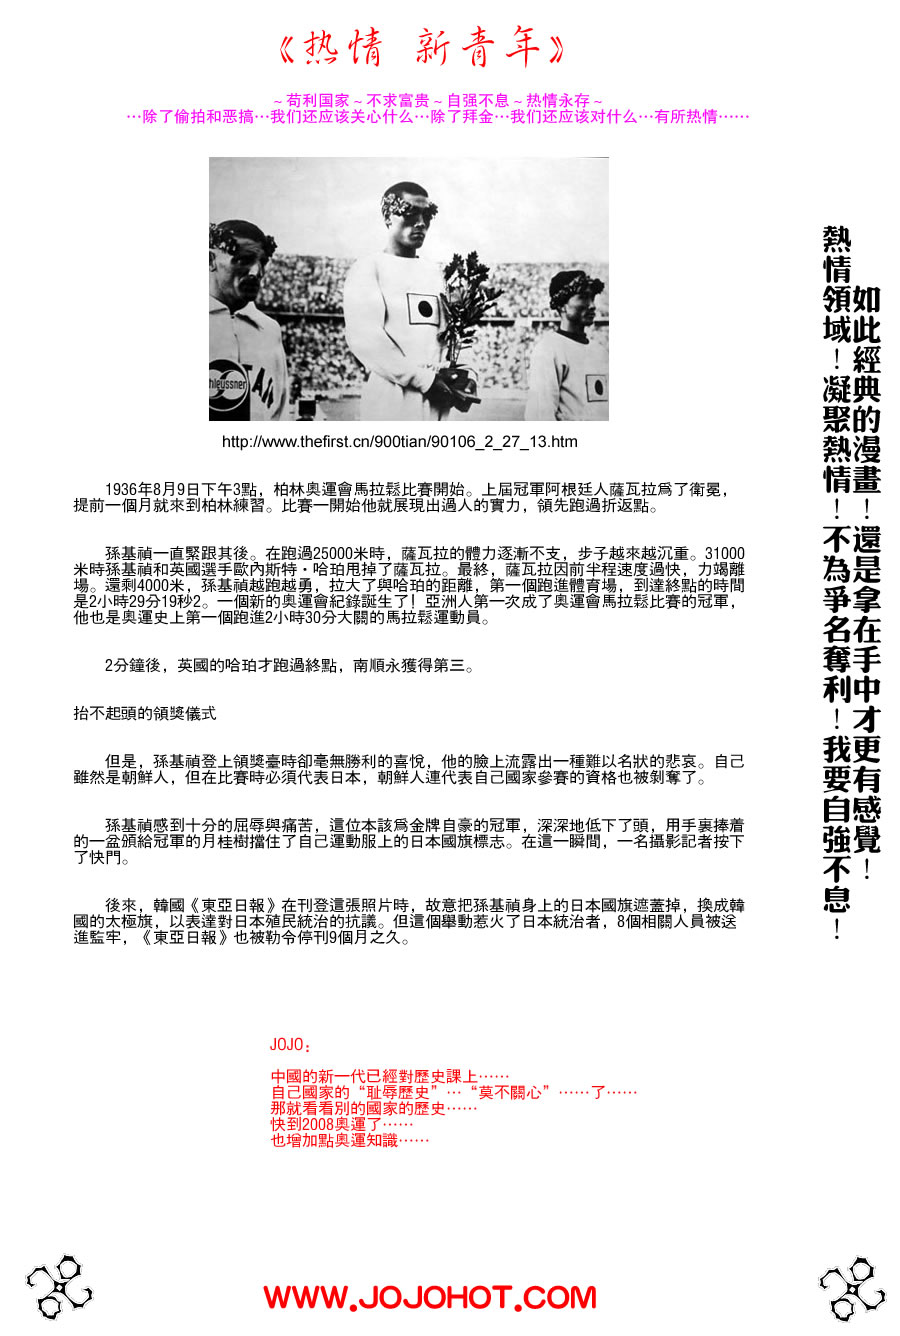 《热情 新青年》
～苟利国家～不求富贵～自强不息～热情永存～
…除了偷拍和恶搞…我们还应该关心什么…除了拜金…我们还应该对什么…有所热情……
hleussner
http://www.thefirst.cn/900tian/90106_2_27_13.htm
1936年8月9日下午3點，柏林奧運會馬拉鬆比賽開始。上屆冠軍阿根廷人薩瓦拉爲了衛冕，
提前一個月就來到柏林練習。比賽一開始他就展現出過人的實力，領先跑過折返點。
孫基禎一直緊跟其後。在跑過25000米時，薩瓦拉的體力逐漸不支，步子越來越沉重。31000
米時孫基禎和英國選手歐內斯特·哈珀甩掉了薩瓦拉。最終，薩瓦拉因前半程速度過快，力竭離
場。還剩4000米，孫基禎越跑越勇，拉大了與哈珀的距離，第一個跑進體育場，到達終點的時間
是2小時29分19秒2。一個新的奧運會紀錄誕生了！亞洲人第一次成了奧運會馬拉鬆比賽的冠軍，
他也是奧運史上第一個跑進2小時30分大關的馬拉鬆運動員。
2分鐘後，英國的哈珀才跑過終點，南順永獲得第三。
抬不起頭的領獎儀式
但是，孫基禎登上領獎臺時卻毫無勝利的喜悅，他的臉上流露出一種難以名狀的悲哀。自己
雖然是朝鮮人，但在比賽時必須代表日本，朝鮮人連代表自己國家參賽的資格也被剝奪了。
孫基禎感到十分的屈辱與痛苦，這位本該爲金牌自豪的冠軍，深深地低下了頭，用手裏捧着
的一盆頒給冠軍的月桂樹擋住了自己運動服上的日本國旗標志。在這一瞬間，一名攝影記者按下
了快門。
後來，韓國《東亞日報》在刊登這張照片時，故意把孫基禎身上的日本國旗遮蓋掉，換成韓
國的太極旗，以表達對日本殖民統治的抗議。但這個舉動惹火了日本統治者，8個相關人員被送
進監牢，《東亞日報》也被勒令停刊9個月之久。
如此經典的漫畫！還是拿在手中才更有感覺！
熱情領域！凝聚熱情！不為爭名奪利！我要自強不息！
JOJO：
中國的新一代已經對歷史課上……
自己國家的“耻辱歷史”…“莫不關心”……了……
那就看看別的國家的歷史……
快到2008奧運了……
也增加點奧運知識……
WWW.JOJOHOT.COM